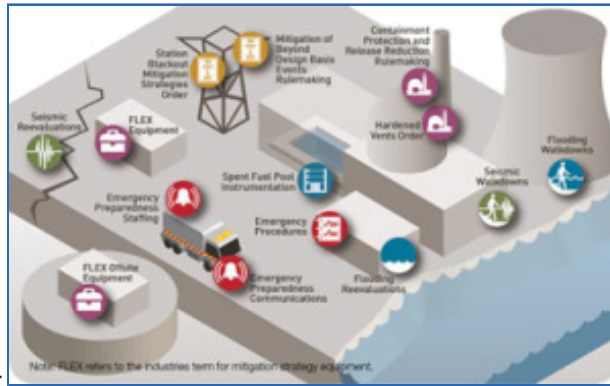 Station
Blackout
Mitigation
Strategies
Order
Mitigation of
Beyond
Design Basis
Events
Rulemaking
Containment
Protection and
Release Reduction
Rulemaking
Seismic
Reevaluations
FLEX
Equipment
Hardened
Vents Order
Flooding
Walkdowns
Spent Fuel Pool
Instrumentation
Seismic
Walkdowns
Emergency
Preparedness
Staffing
Emergency
Procedures
FLEX Offsite
Equipment
Emergency
Preparedness
Communications
Flooding
Reevaluations
Note: FLEX refers to the industries term for mitigation strategy equipment.